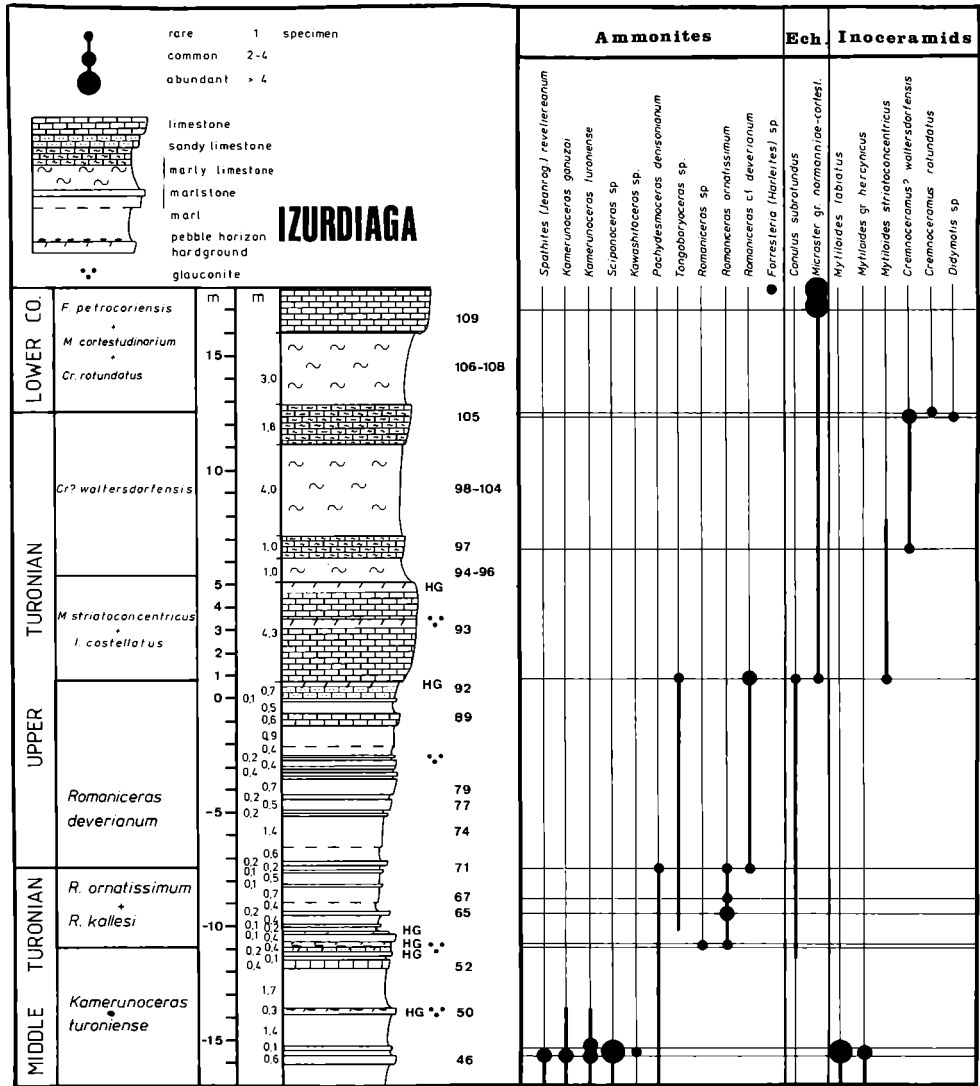 rare 1 specimen
common 2-4
abundant > 4
limestone
sandy limestone
marly limestone
marlstone
marl
pebble horizon
hardground
glauconite
IZURDIAGA
Ammonites
Ech.
Inoceramids
Spathites (Jeanrog.) reveliereanum
Kamerunoceras ganuzai
Kamerunoceras turoniense
Scipanoceras sp
Kawashitaceras sp.
Pachydesmoceras denisonianum
Tongoboryoceras sp.
Romaniceras sp
Romaniceras ornatissimum
Romaniceras cf deverianum
Forresteria (Harleites) sp
Conulus subrotundus
Micraster gr. normanniae-cortest.
Mytiloides labiatus
Mytiloides gr hercynicus
Mytiloides striatoconcentricus
Cremnoceramus? waltersdorfensis
Cremnoceramus rotundatus
Didymotis sp
LOWER CO.
UPPER TURONIAN
MIDDLE TURONIAN
F. petrocoriensis
+
M cortestudinarium
+
Cr. rotundatus
Cr? waltersdorfensis
M striatoconcentricus
+
I. costellatus
Romaniceras
deverianum
R. ornatissimum
+
R. kallesi
Kamerunoceras
turoniense
m
15
10
5
4
3
2
1
0
-5
-10
-15
m
3,0
1,8
4,0
1,0
1,0
4,3
0,7
0,1
0,5
0,6
0,9
0,4
0,2
0,4
0,7
0,2
0,5
0,2
1,4
0,6
0,2
0,2
0,1
0,5
0,1
0,7
0,4
0,2
0,4
0,1
0,2
0,1
0,4
0,4
0,2
0,1
0,4
1,7
0,3
1,4
0,1
0,6
109
106-108
105
98-104
97
94-96
HG
93
HG 92
89
79
77
74
71
67
65
HG
HG
HG
52
HG 50
46